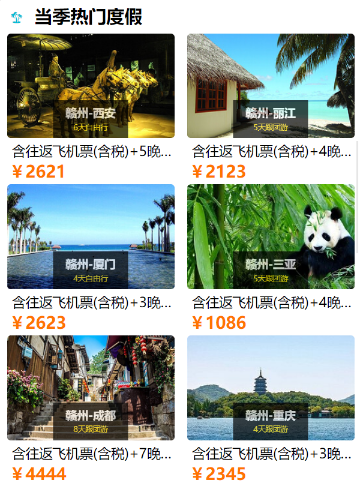 当季热门度假
赣州-西安
6天自由行
赣州-丽江
5天跟团游
含往返飞机票(含税)+5晚...
含往返飞机票(含税)+4晚...
￥2621
￥2123
赣州-厦门
4天自由行
赣州-三亚
5天跟团游
含往返飞机票(含税)+3晚...
含往返飞机票(含税)+4晚...
￥2623
￥1086
赣州-成都
8天跟团游
赣州-重庆
4天跟团游
含往返飞机票(含税)+7晚...
含往返飞机票(含税)+3晚...
￥4444
￥2345